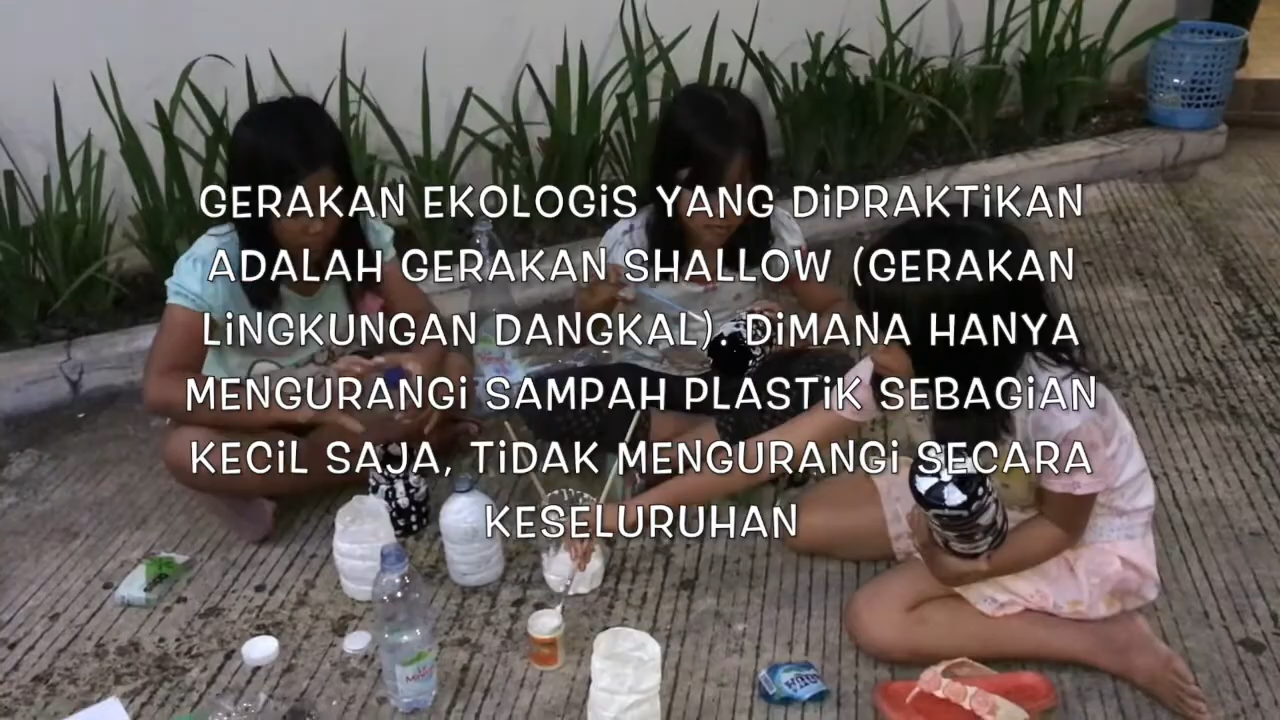 GERAKAN EKOLOGiS YANG DiPRAKTiKAN
ADALAH GERAKAN SHALLOW (GERAKAN
LiNGKUNGAN DANGKAL), DiMANA HANYA
MENGURANGi SAMPAH PLASTiK SEBAGiAN
KECiL SAJA, TiDAK MENGURANGi SECARA
KESELURUHAN